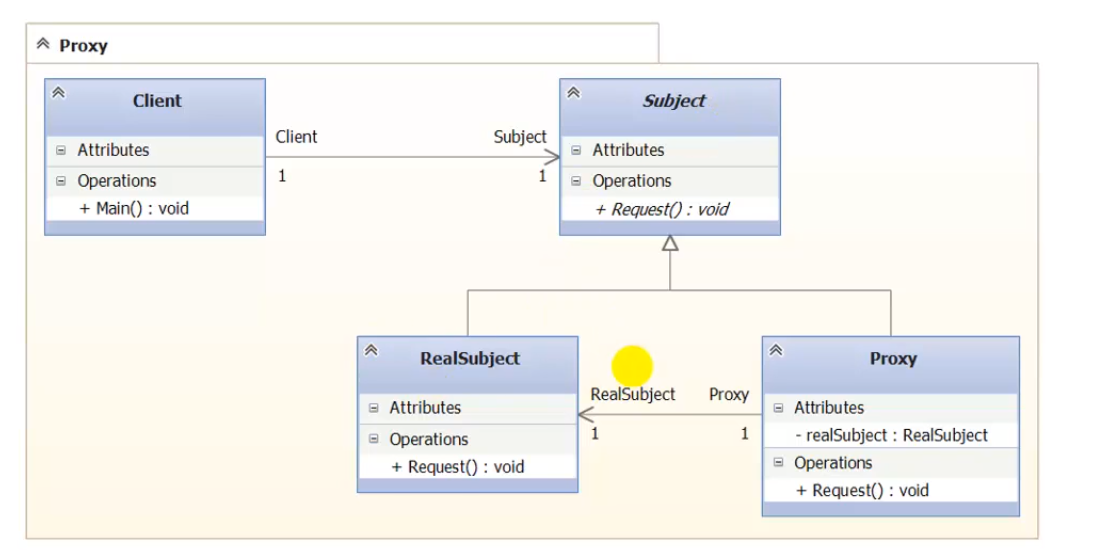 Proxy
Client
Attributes
Operations
+ Main() : void
Client
Subject
1
1
Subject
Attributes
Operations
+ Request() : void
RealSubject
Attributes
Operations
+ Request() : void
RealSubject
Proxy
1
1
Proxy
Attributes
- realSubject : RealSubject
Operations
+ Request() : void